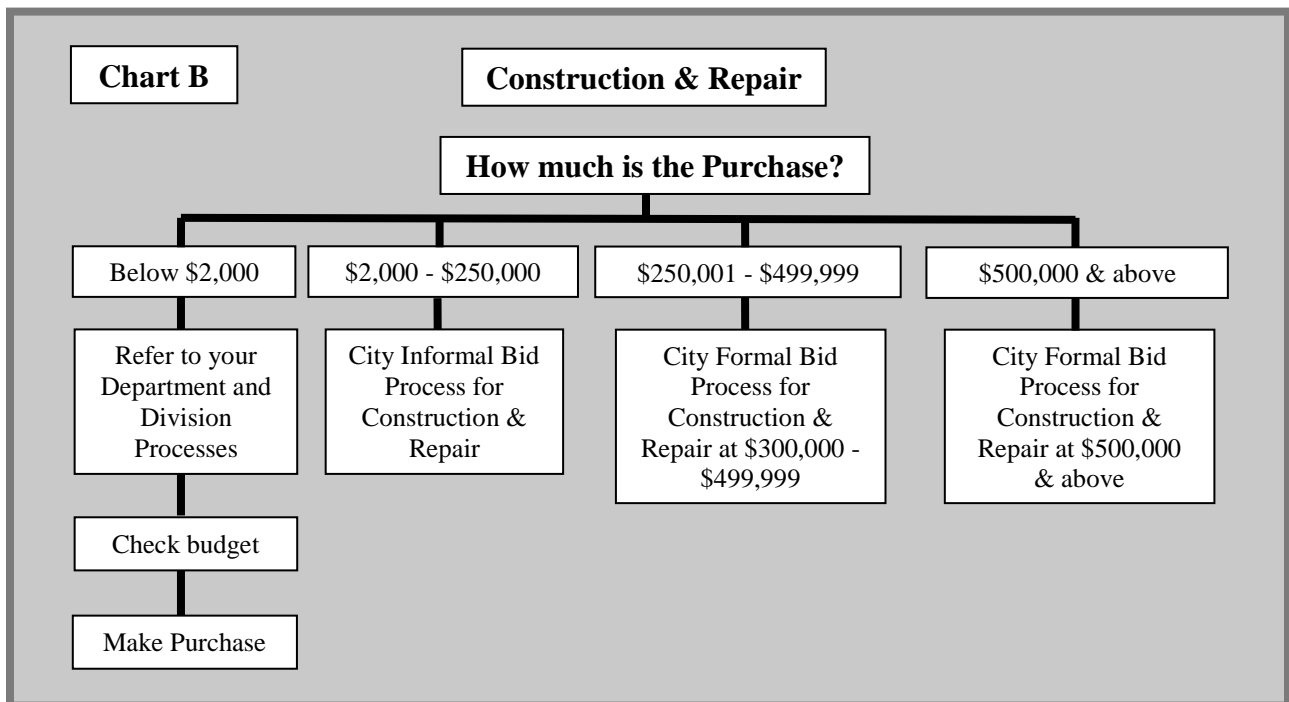 Chart B
Construction & Repair
How much is the Purchase?
Below $2,000
$2,000 - $250,000
$250,001 - $499,999
$500,000 & above
Refer to your
Department and
Division
Processes
City Informal Bid
Process for
Construction &
Repair
City Formal Bid
Process for
Construction &
Repair at $300,000 -
$499,999
City Formal Bid
Process for
Construction &
Repair at $500,000
& above
Check budget
Make Purchase